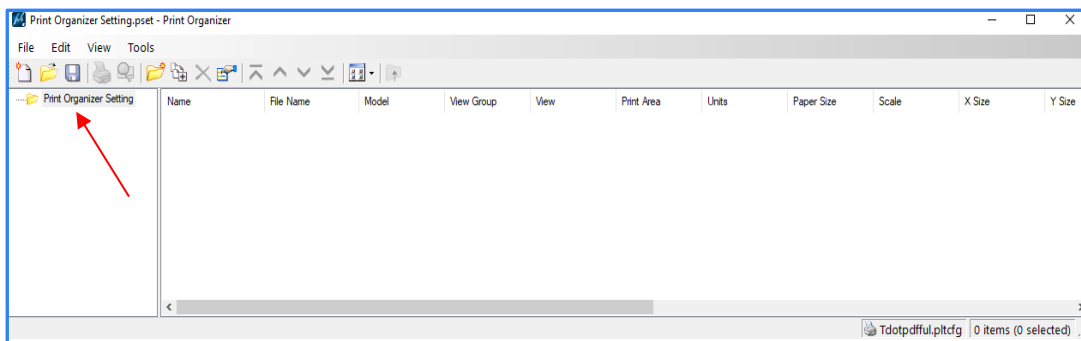 Print Organizer Setting.pset - Print Organizer
File Edit View Tools
Print Organizer Setting
Name File Name Model View Group View Print Area Units Paper Size Scale X Size Y Size
Tdotpdfful.pltcfg 0 items (0 selected)